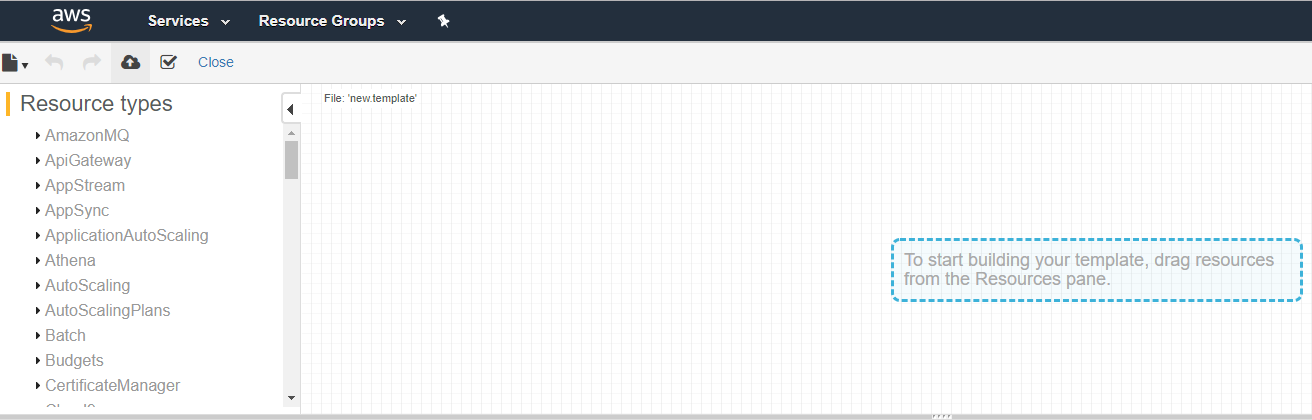 aws Services Resource Groups
Close
Resource types
File: 'new.template'
AmazonMQ
ApiGateway
AppStream
AppSync
ApplicationAutoScaling
Athena
AutoScaling
AutoScalingPlans
Batch
Budgets
CertificateManager
To start building your template, drag resources
from the Resources pane.